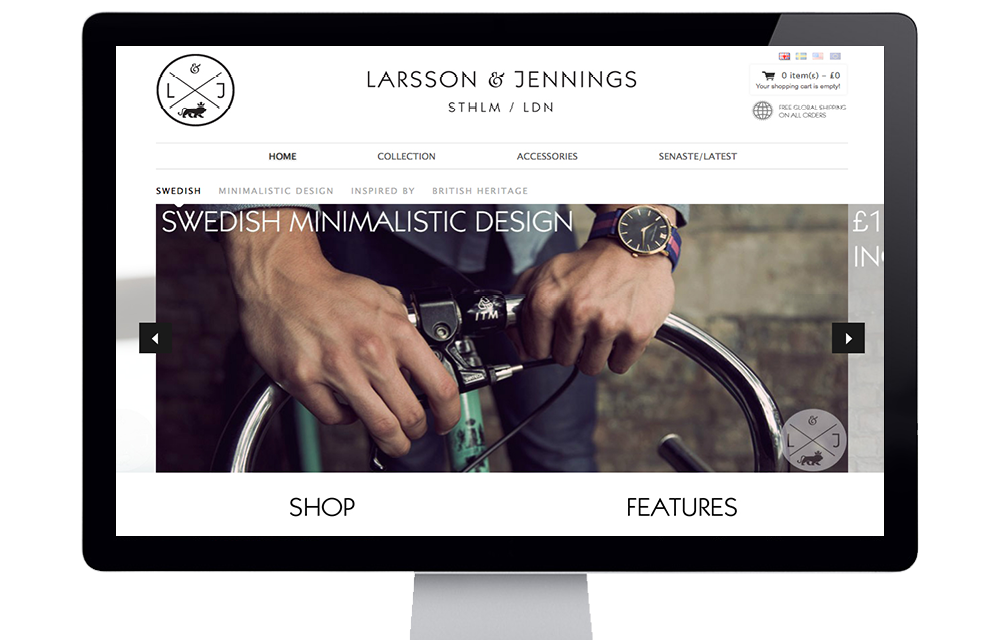 &
L J
LARSSON & JENNINGS
STHLM / LDN
0 item(s) – £0
Your shopping cart is empty!
FREE GLOBAL SHIPPING
ON ALL ORDERS
HOME COLLECTION ACCESSORIES SENASTE/LATEST
SWEDISH MINIMALISTIC DESIGN INSPIRED BY BRITISH HERITAGE
SWEDISH MINIMALISTIC DESIGN
£1
IN
ITM
&
L J
SHOP FEATURES